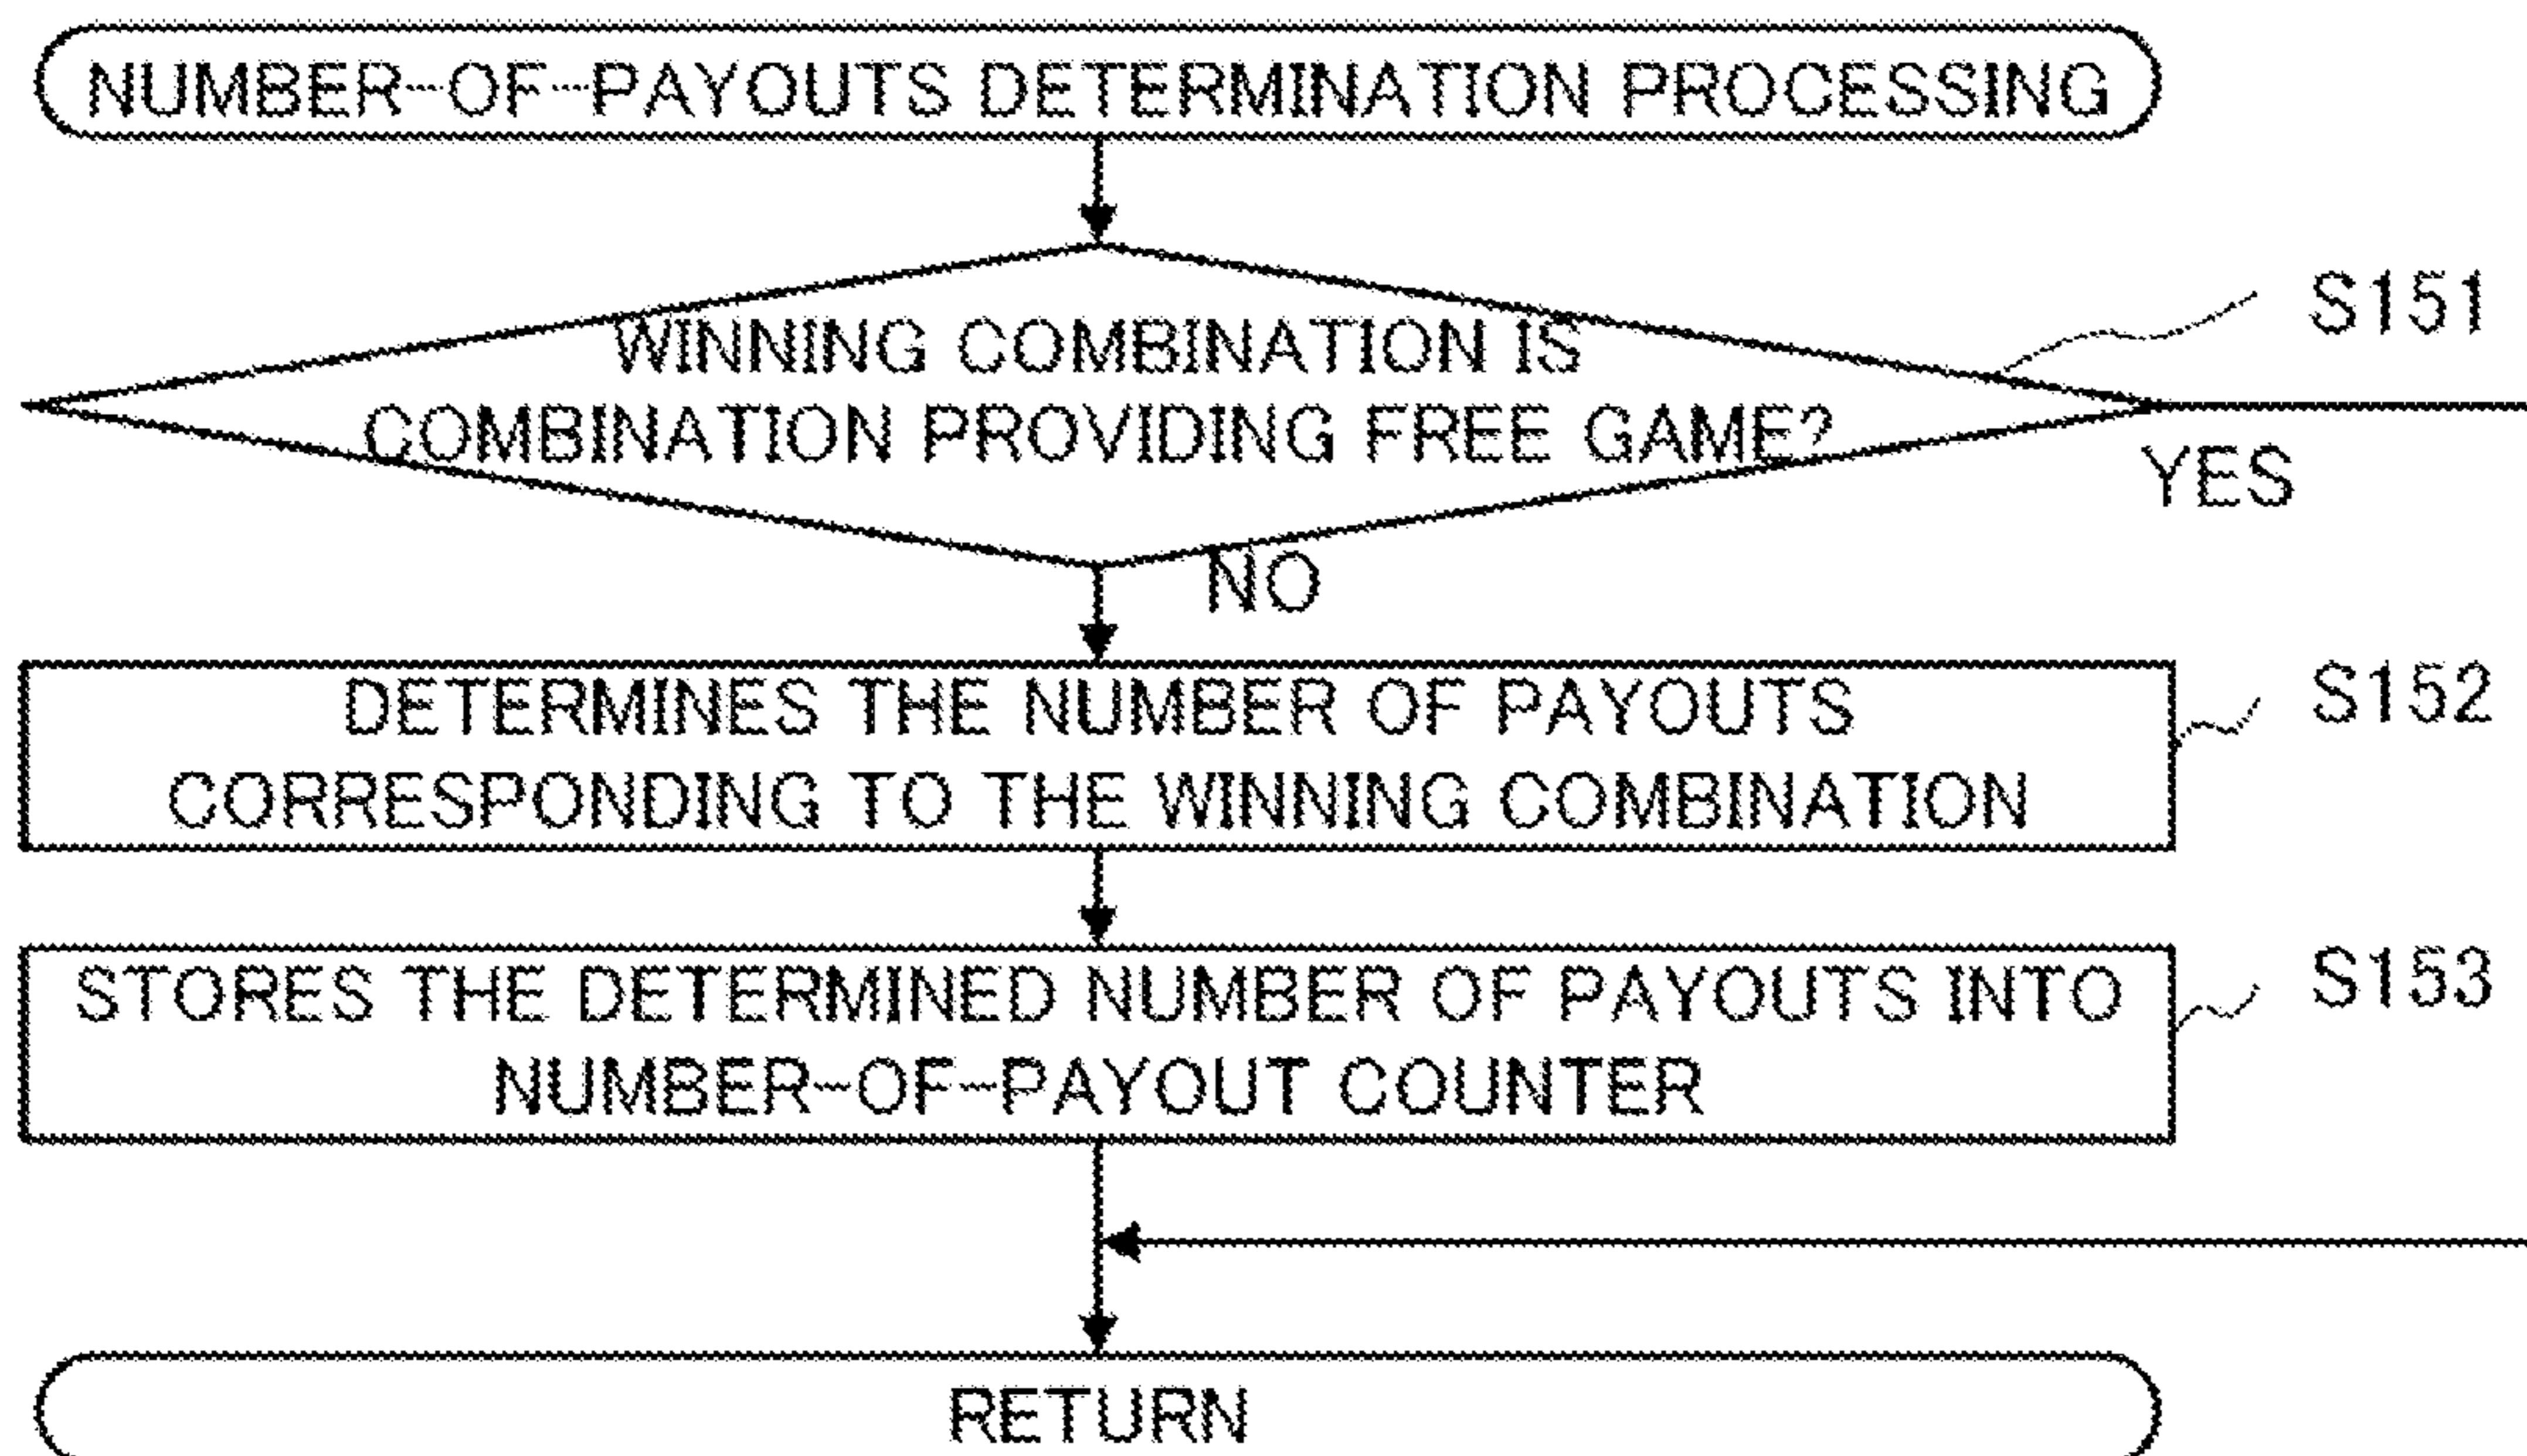 NUMBER-OF-PAYOUTS DETERMINATION PROCESSING
S151
WINNING COMBINATION IS
COMBINATION PROVIDING FREE GAME?
YES
NO
S152
DETERMINES THE NUMBER OF PAYOUTS
CORRESPONDING TO THE WINNING COMBINATION
S153
STORES THE DETERMINED NUMBER OF PAYOUTS INTO
NUMBER-OF-PAYOUT COUNTER
RETURN